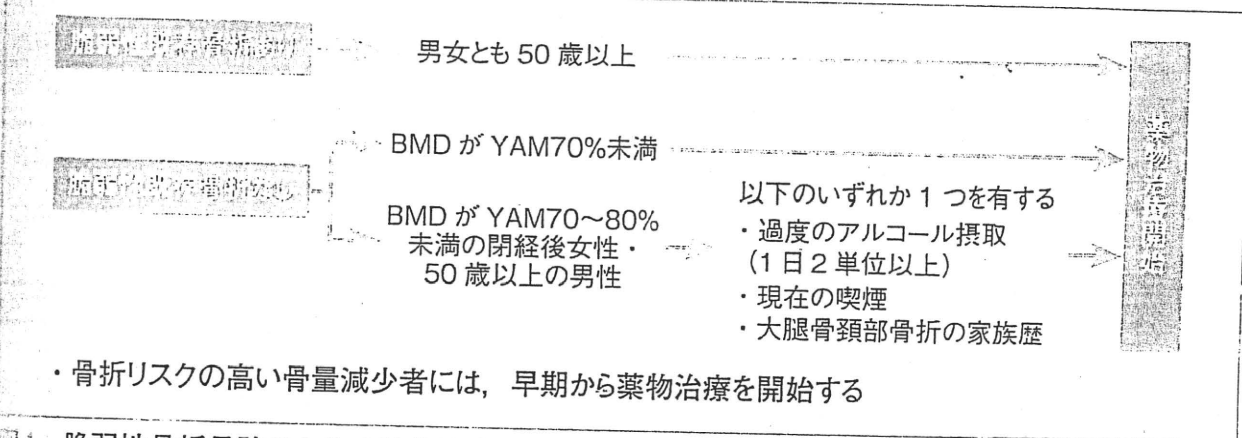 男女とも 50 歳以上
BMD が YAM70%未満
BMD が YAM70〜80%
未満の閉経後女性・
50 歳以上の男性
以下のいずれか 1 つを有する
・過度のアルコール摂取
(1 日 2 単位以上)
・現在の喫煙
・大腿骨頚部骨折の家族歴
薬物治療開始
・骨折リスクの高い骨量減少者には，早期から薬物治療を開始する